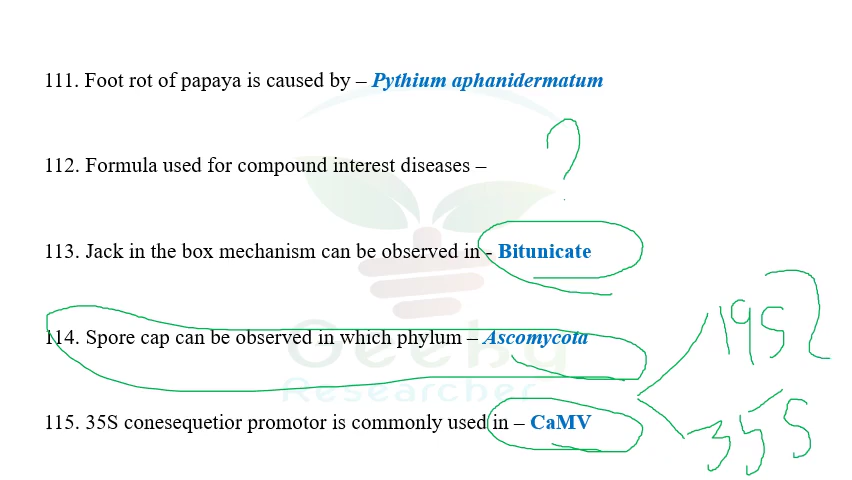 111. Foot rot of papaya is caused by – Pythium aphanidermatum
?
112. Formula used for compound interest diseases –
113. Jack in the box mechanism can be observed in - Bitunicate
19S
114. Spore cap can be observed in which phylum – Ascomycota
Researcher
115. 35S conesequetior promotor is commonly used in – CaMV
35S